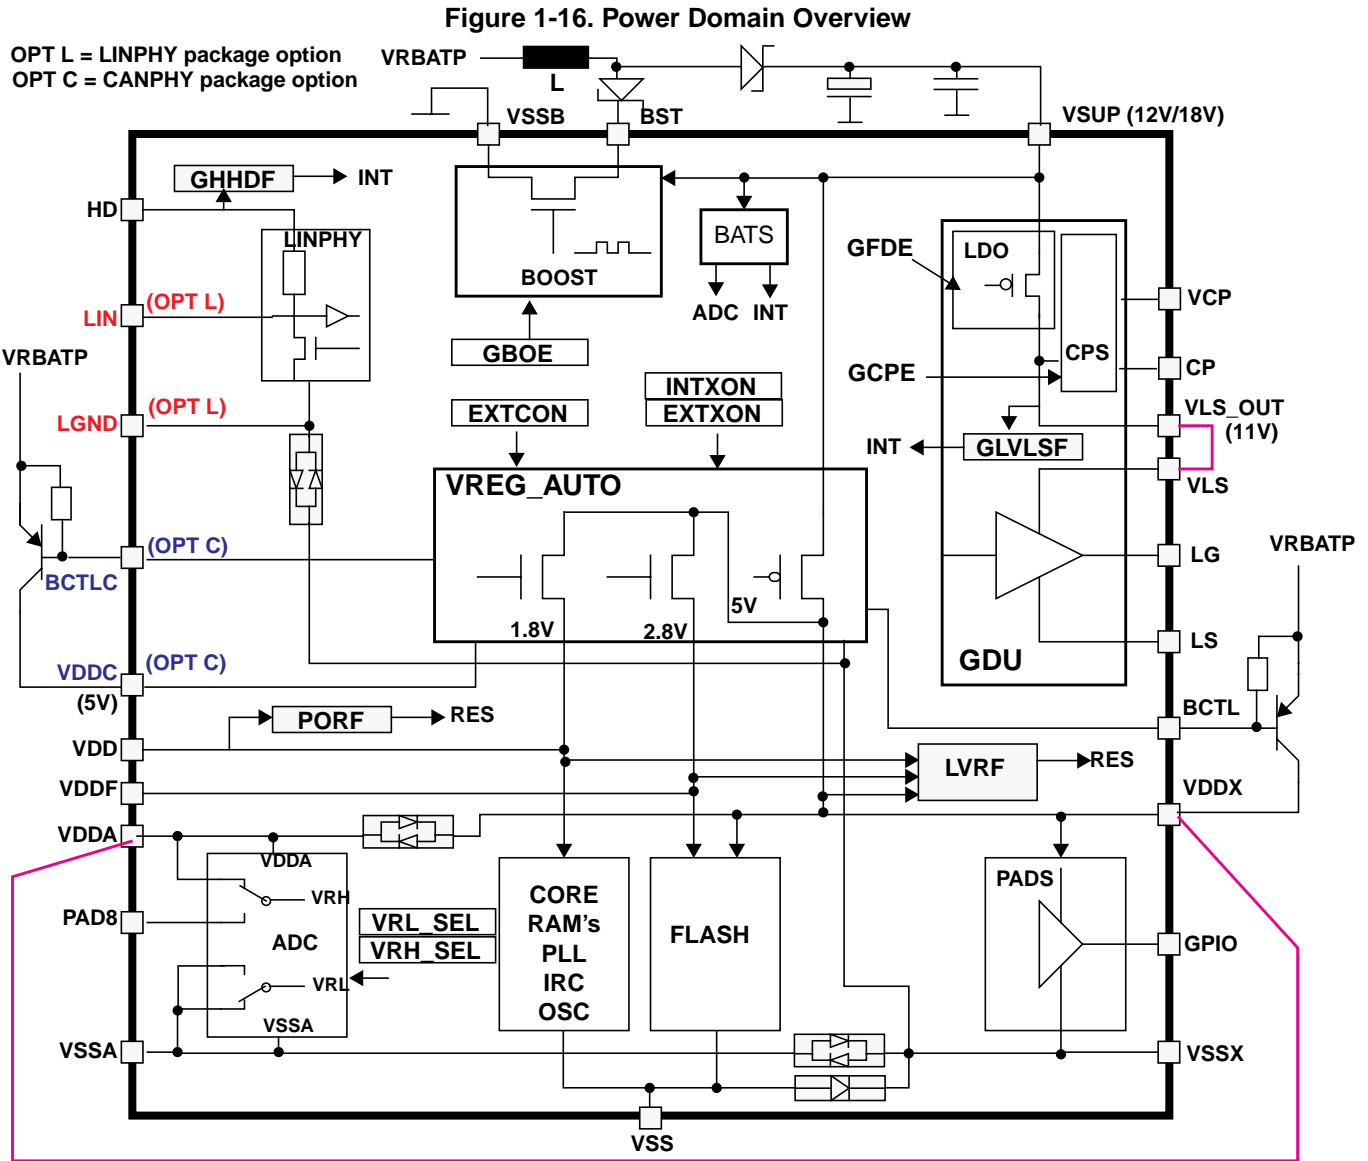 Figure 1-16. Power Domain Overview
OPT L = LINPHY package option
OPT C = CANPHY package option
VRBATP
L
VSSB
BST
VSUP (12V/18V)
GHHDF
INT
HD
LINPHY
BOOST
BATS
ADC
INT
GFDE
LDO
VCP
LIN
(OPT L)
GBOE
CPS
GCPE
CP
VRBATP
INTXON
EXTXON
EXTCON
LGND
(OPT L)
VLS_OUT
(11V)
INT
GLVLSF
VLS
VREG_AUTO
(OPT C)
BCTLC
LG
VRBATP
5V
1.8V
2.8V
LS
GDU
VDDC
(OPT C)
(5V)
BCTL
PORF
RES
VDD
LVRF
RES
VDDF
VDDX
VDDA
VDDA
VRH
PAD8
ADC
VRL
VSSA
VRL_SEL
VRH_SEL
CORE
RAM's
PLL
IRC
OSC
FLASH
PADS
GPIO
VSSA
VSSX
VSS